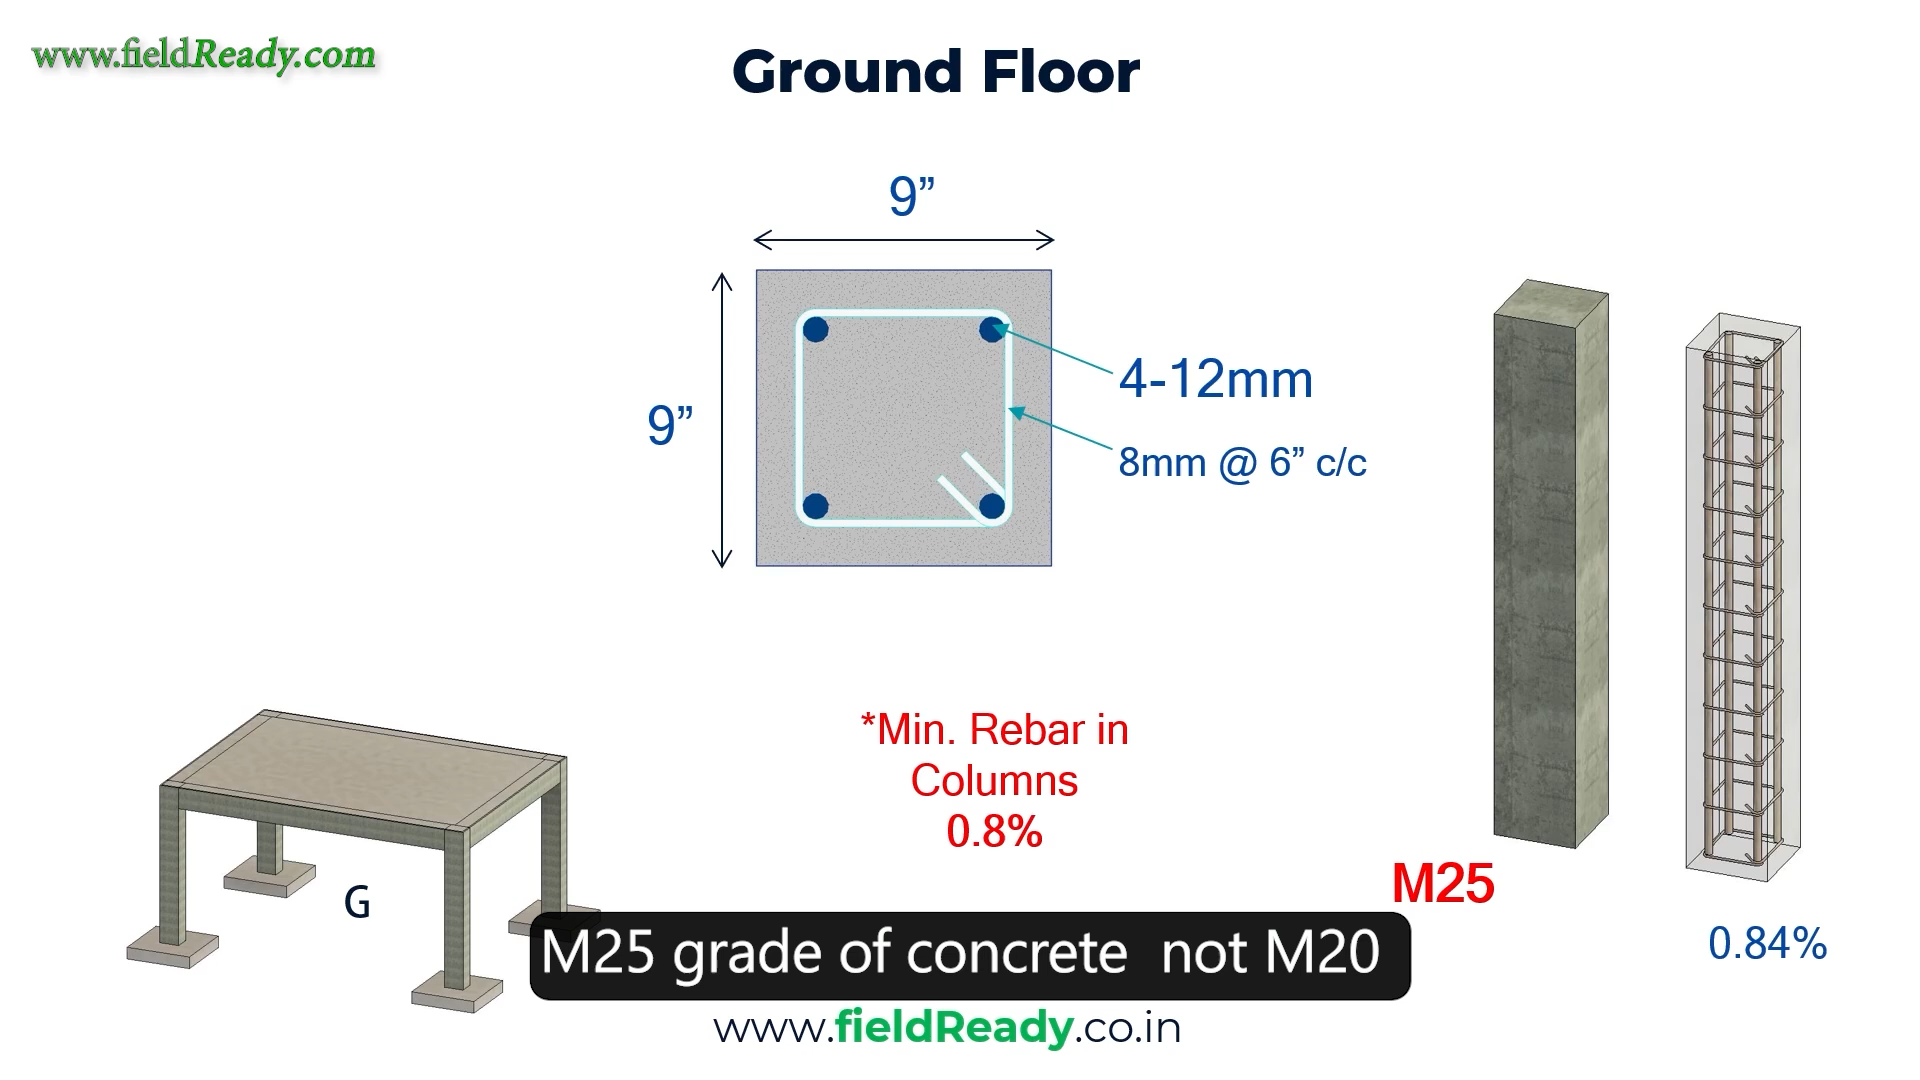 www.fieldReady.com
Ground Floor
9”
9”
4-12mm
8mm @ 6” c/c
*Min. Rebar in
Columns
0.8%
M25
G
M25 grade of concrete  not M20
0.84%
www.fieldReady.co.in